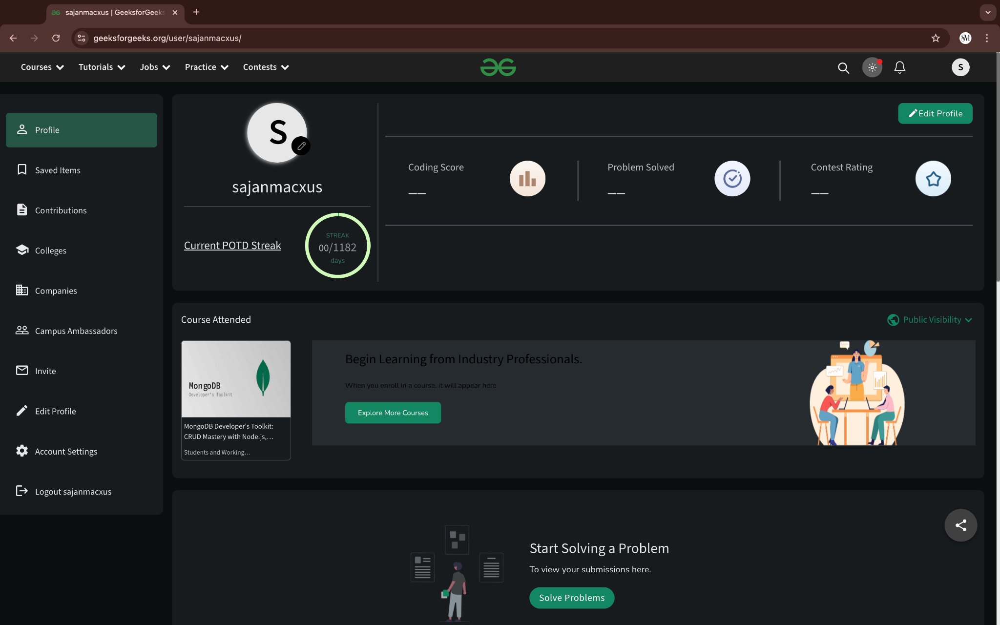 sajanmacxus | GeeksforGeeks
geeksforgeeks.org/user/sajanmacxus/
SM
Courses Tutorials Jobs Practice Contests
S
Profile
Saved Items
Contributions
Colleges
Companies
Campus Ambassadors
Invite
Edit Profile
Account Settings
Logout sajanmacxus
S
sajanmacxus
Current POTD Streak
STREAK
00/1182
days
Edit Profile
Coding Score
__
Problem Solved
__
Contest Rating
__
Course Attended
Public Visibility
MongoDB
Developer's Toolkit
MongoDB Developer's Toolkit:
CRUD Mastery with Node.js,...
Students and Working...
Begin Learning from Industry Professionals.
When you enroll in a course, it will appear here
Explore More Courses
Start Solving a Problem
To view your submissions here.
Solve Problems